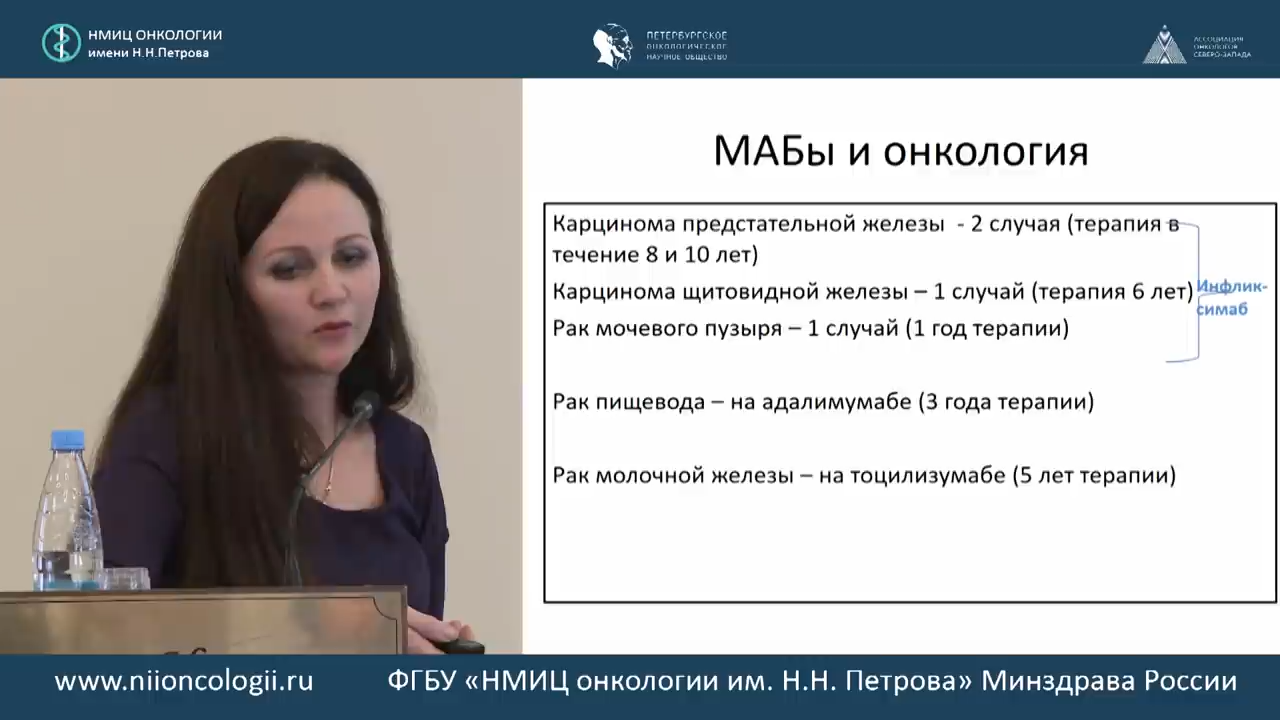 НМИЦ ОНКОЛОГИИ
имени Н.Н.Петрова
ПЕТЕРБУРГСКОЕ
ОНКОЛОГИЧЕСКОЕ
НАУЧНОЕ ОБЩЕСТВО
АССОЦИАЦИЯ
ОНКОЛОГОВ
СЕВЕРО-ЗАПАДА
МАБы и онкология
Карцинома предстательной железы - 2 случая (терапия в
течение 8 и 10 лет)
Карцинома щитовидной железы – 1 случай (терапия 6 лет)
Рак мочевого пузыря – 1 случай (1 год терапии)
Инфлик-
симаб
Рак пищевода – на адалимумабе (3 года терапии)
Рак молочной железы – на тоцилизумабе (5 лет терапии)
www.niioncologii.ru
ФГБУ «НМИЦ онкологии им. Н.Н. Петрова» Минздрава России